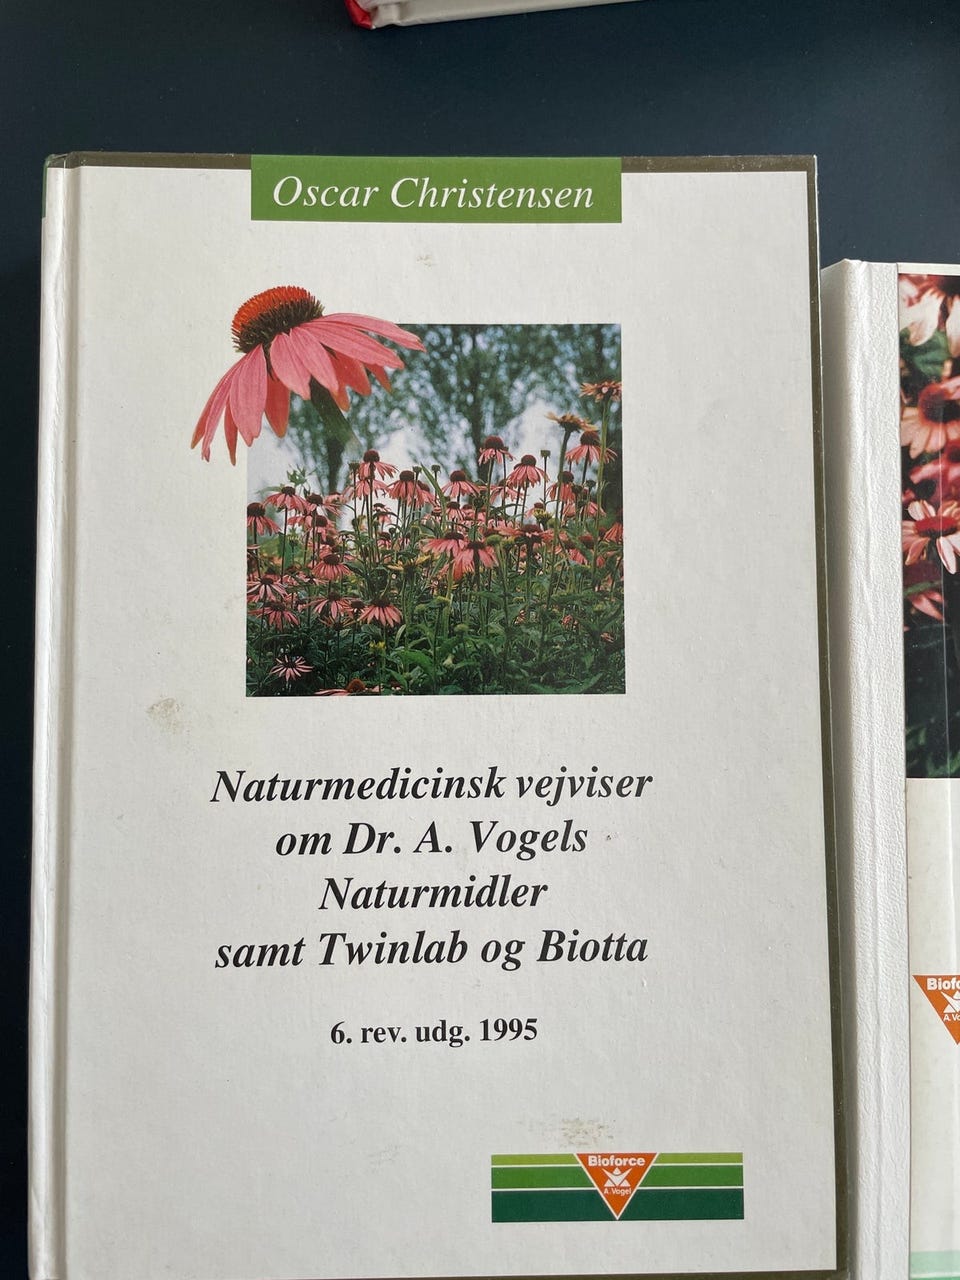 Oscar Christensen
Naturmedicinsk vejviser
om Dr. A. Vogels
Naturmidler
samt Twinlab og Biotta
6. rev. udg. 1995
Bioforce
A. Vogel